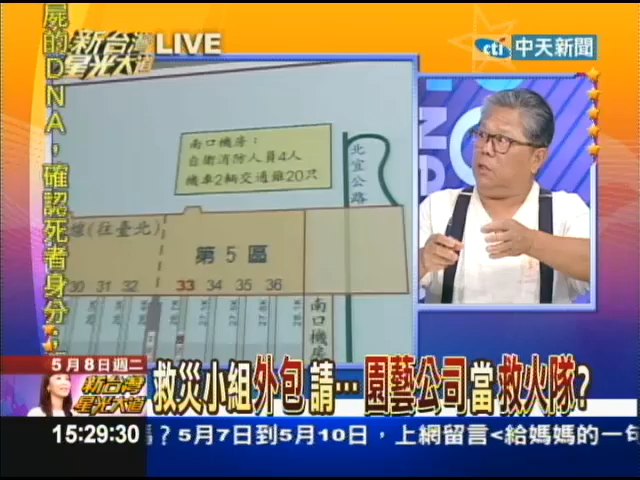 新台灣
星光大道
LIVE
cti 中天新聞
屍的DNA，確認死者身分；
南口機房：
自衛消防人員4人
機車2輛交通錐20只
北宜公路
線(往臺北)
第5區
30 31 32 33 34 35 36
南口機房
5月8日週二
新台灣
星光大道
救災小組外包 請…園藝公司當救火隊？
15:29:30
？5月7日到5月10日，上網留言<給媽媽的一句